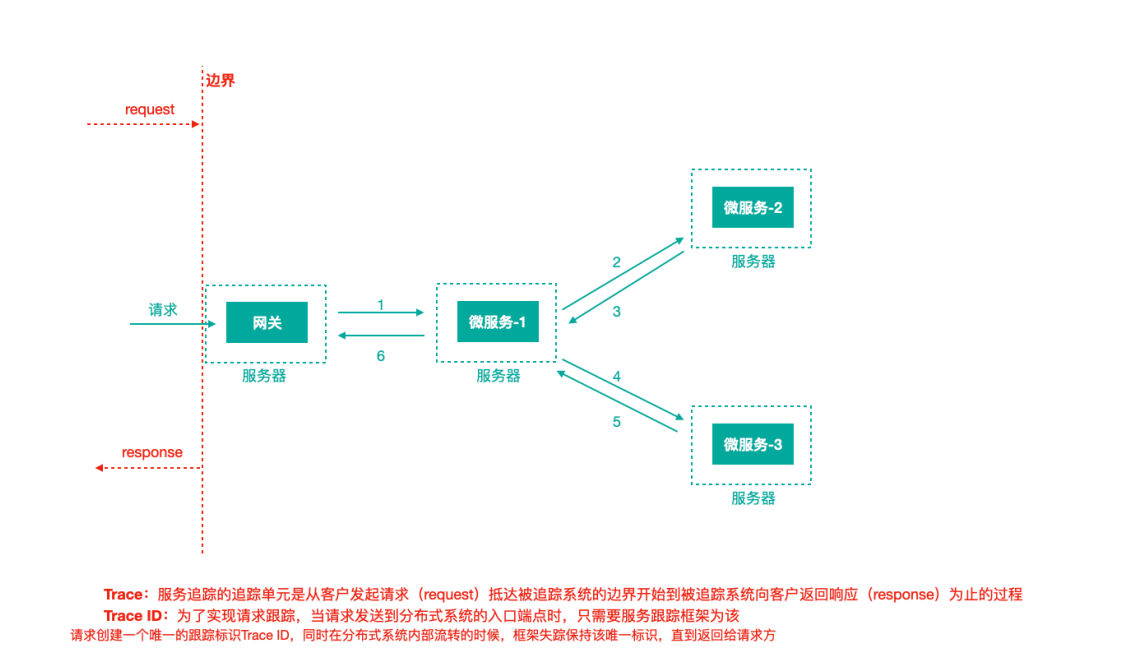 边界
request
微服务-2
服务器
2
3
请求
网关
服务器
1
6
微服务-1
服务器
4
5
微服务-3
服务器
response
Trace：服务追踪的追踪单元是从客户发起请求（request）抵达被追踪系统的边界开始到被追踪系统向客户返回响应（response）为止的过程
Trace ID：为了实现请求跟踪，当请求发送到分布式系统的入口端点时，只需要服务跟踪框架为该
请求创建一个唯一的跟踪标识Trace ID，同时在分布式系统内部流转的时候，框架失踪保持该唯一标识，直到返回给请求方